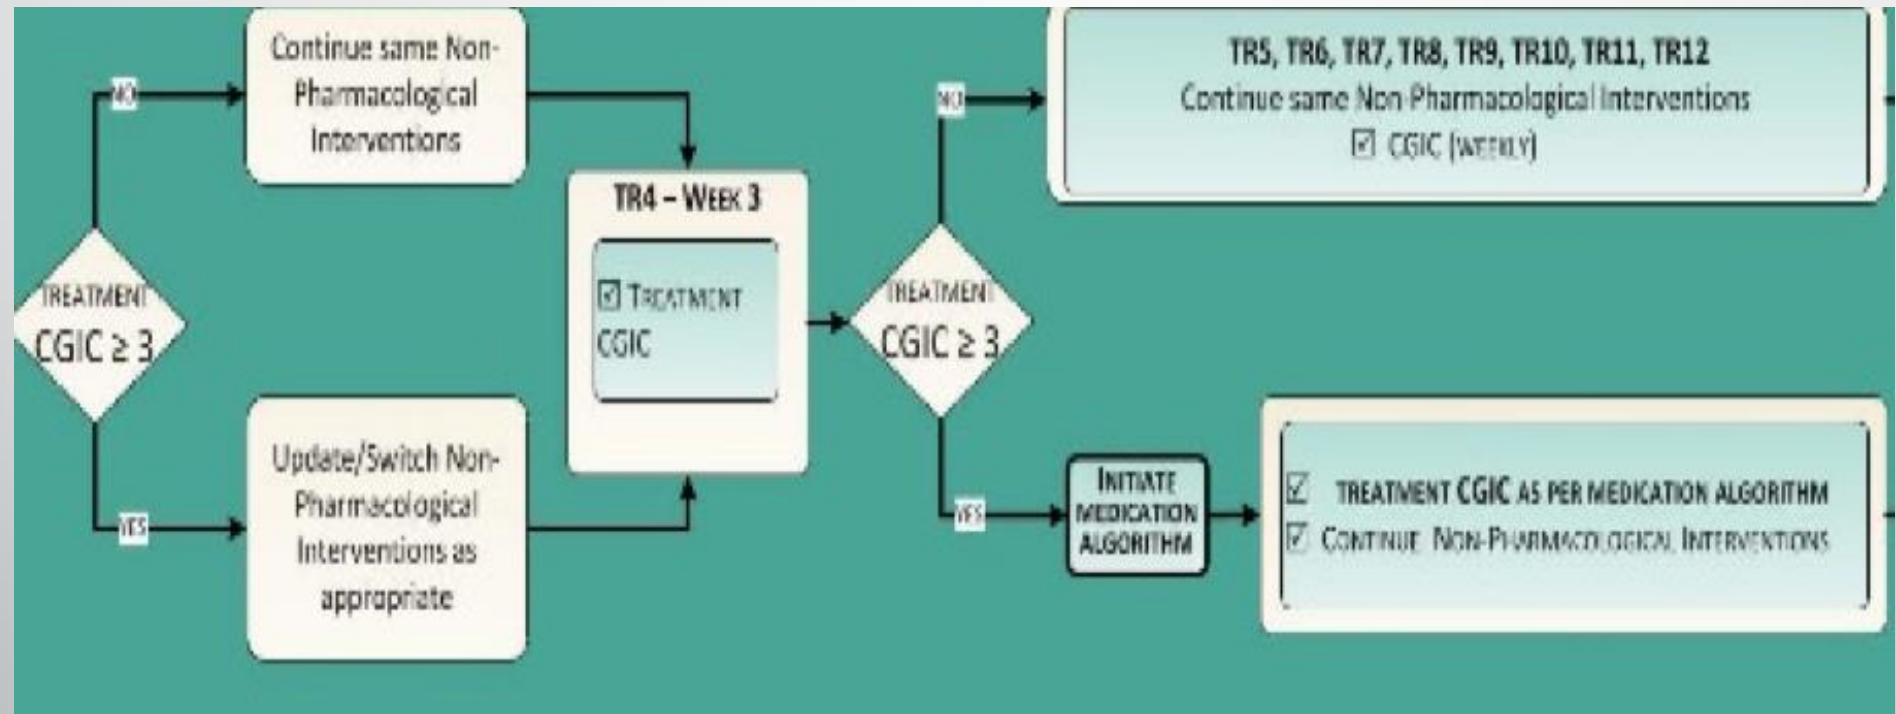 NO
Continue same Non-
Pharmacological
Interventions
TREATMENT
CGIC ≥ 3
YES
Update/Switch Non-
Pharmacological
Interventions as
appropriate
TR4 – WEEK 3
☑ TREATMENT
CGIC
TREATMENT
CGIC ≥ 3
NO
TR5, TR6, TR7, TR8, TR9, TR10, TR11, TR12
Continue same Non-Pharmacological Interventions
☑ CGIC (WEEKLY)
YES
INITIATE
MEDICATION
ALGORITHM
☑ TREATMENT CGIC AS PER MEDICATION ALGORITHM
☑ CONTINUE NON-PHARMACOLOGICAL INTERVENTIONS